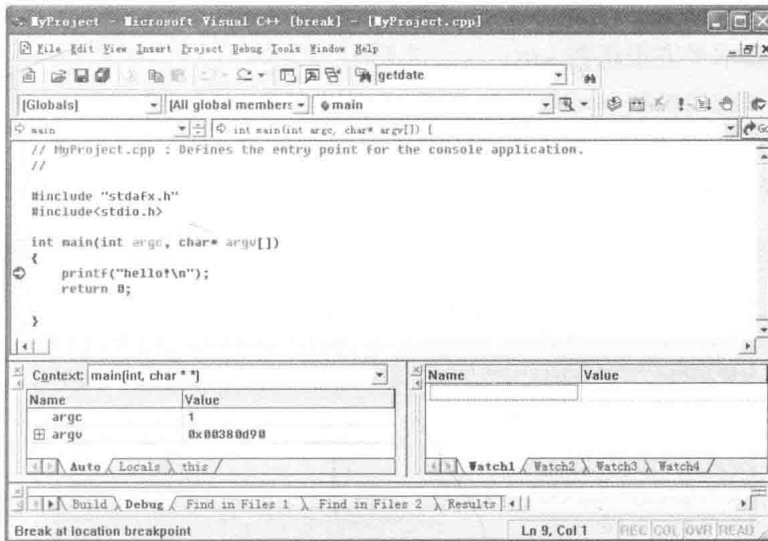 MyProject - Microsoft Visual C++ [break] - [MyProject.cpp]
File Edit View Insert Project Debug Tools Window Help
getdate
[Globals] [All global members main
main int main(int argc, char* argv[]) { Go
// MyProject.cpp : Defines the entry point for the console application.
//
#include "stdafx.h"
#include<stdio.h>
int main(int argc, char* argv[])
{
printf("hello!\n");
return 0;
}
Context: main(int, char * *)
Name Value
argc 1
argv 0x00380d90
Auto Locals this
Name Value
Watch1 Watch2 Watch3 Watch4
Build Debug Find in Files 1 Find in Files 2 Results
Break at location breakpoint Ln 9, Col 1 REC COL OVR READ